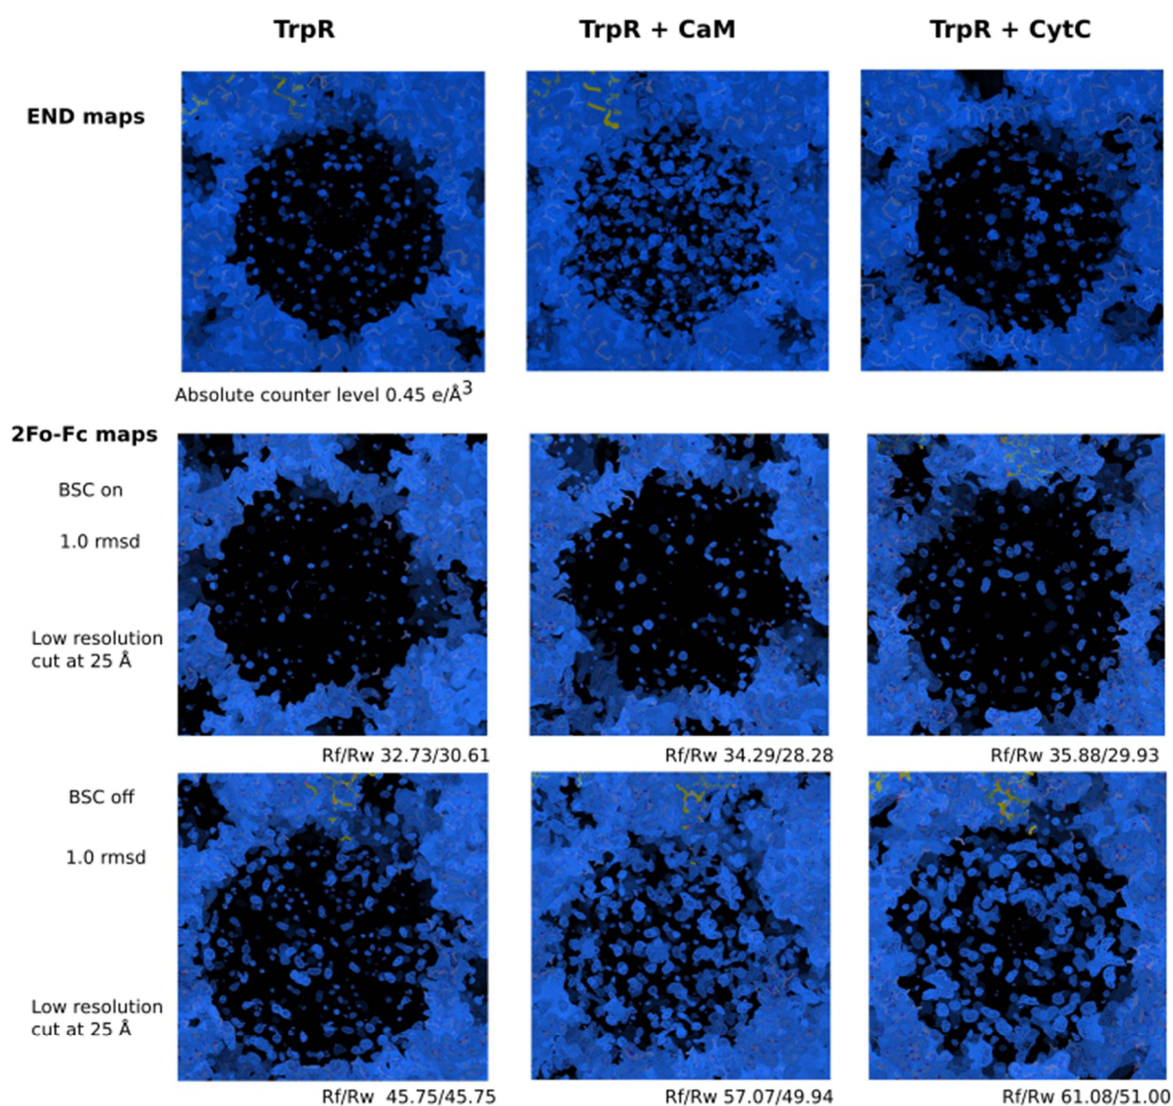 TrpR TrpR + CaM TrpR + CytC
END maps
Absolute counter level 0.45 e/Å3
2Fo-Fc maps
BSC on
1.0 rmsd
Low resolution
cut at 25 Å
Rf/Rw 32.73/30.61 Rf/Rw 34.29/28.28 Rf/Rw 35.88/29.93
BSC off
1.0 rmsd
Low resolution
cut at 25 Å
Rf/Rw 45.75/45.75 Rf/Rw 57.07/49.94 Rf/Rw 61.08/51.00